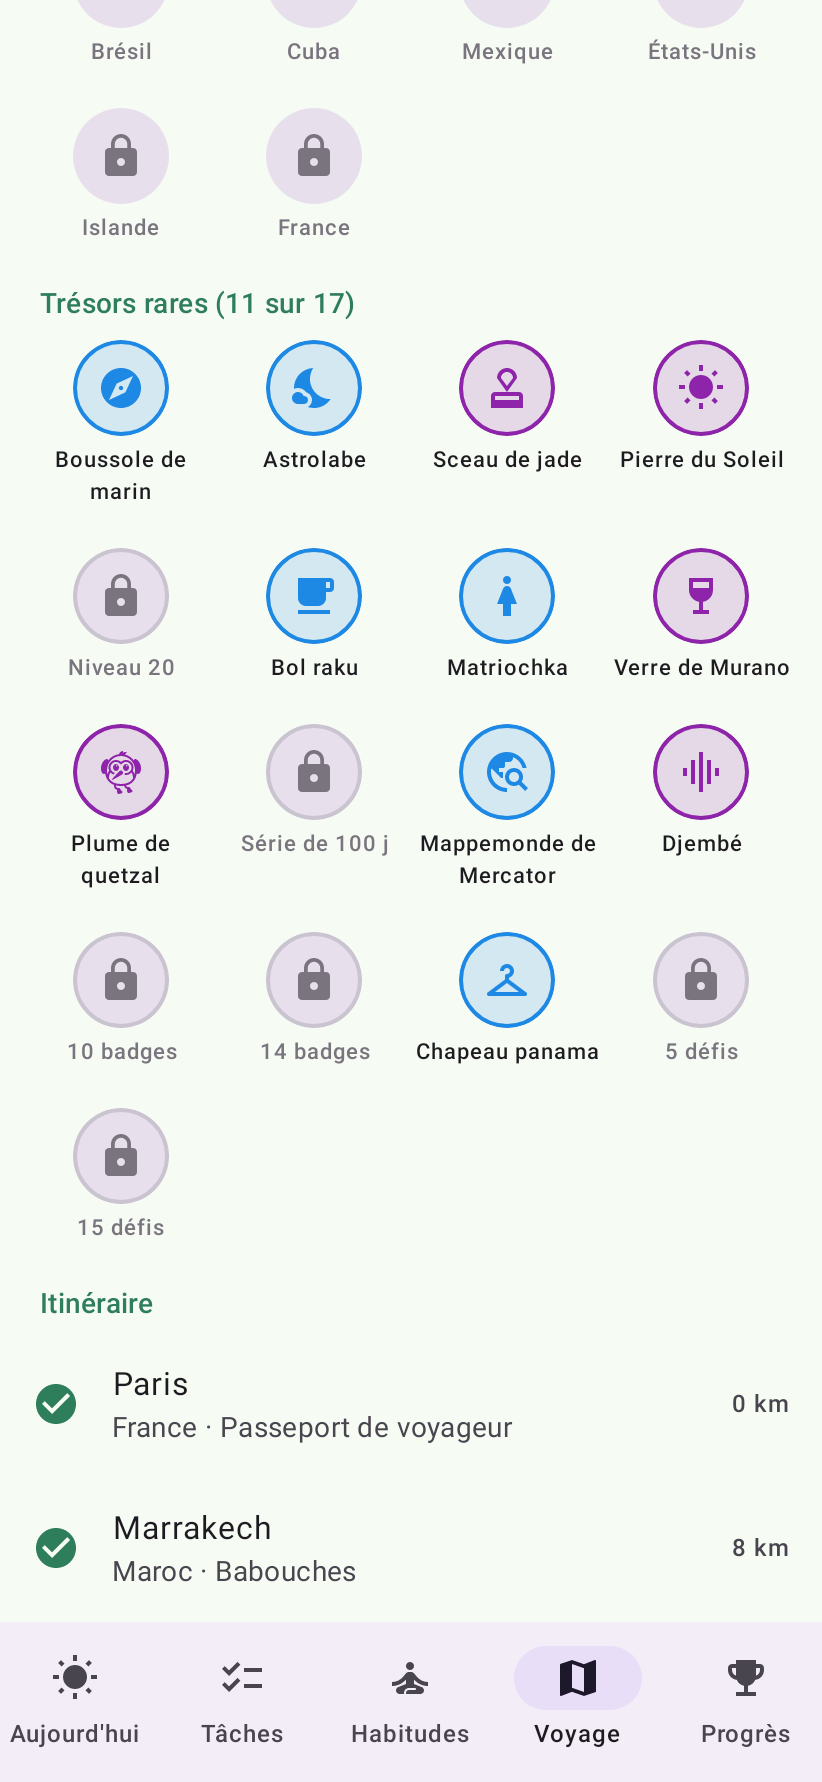 Brésil Cuba Mexique États-Unis
Islande France
Trésors rares (11 sur 17)
Boussole de marin Astrolabe Sceau de jade Pierre du Soleil
Niveau 20 Bol raku Matriochka Verre de Murano
Plume de quetzal Série de 100 j Mappemonde de Mercator Djembé
10 badges 14 badges Chapeau panama 5 défis
15 défis
Itinéraire
Paris
France · Passeport de voyageur
0 km
Marrakech
Maroc · Babouches
8 km
Aujourd'hui Tâches Habitudes Voyage Progrès